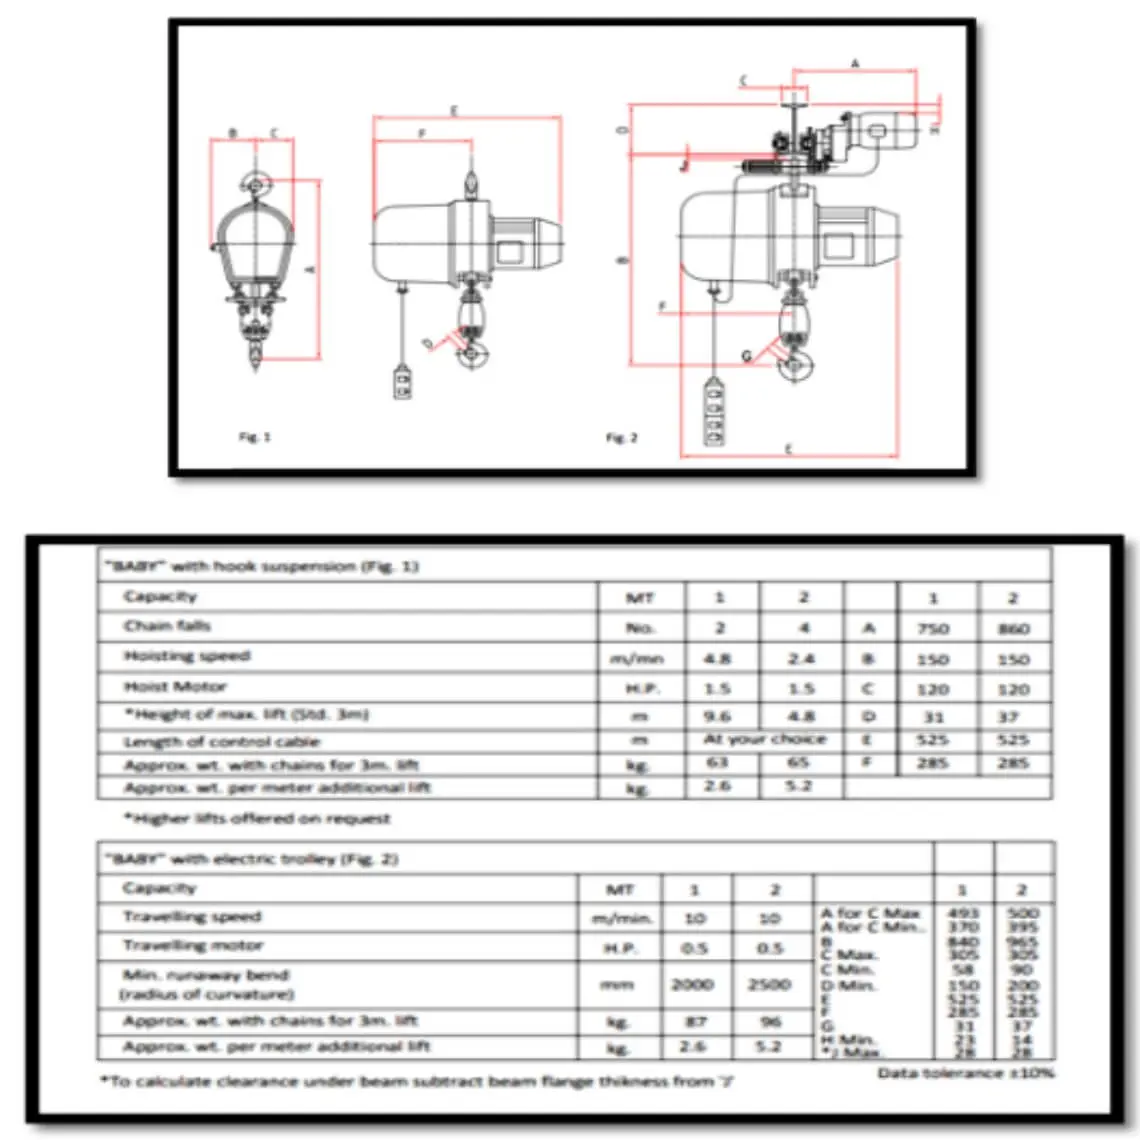 A
C
E
B C
F
D
H
J
A
B
F
D
G
Fig. 1
Fig. 2
E
"BABY" with hook suspension (Fig. 1)
Capacity MT 1 2 1 2
Chain falls No. 2 4 A 750 860
Hoisting speed m/mn 4.8 2.4 B 150 150
Hoist Motor H.P. 1.5 1.5 C 120 120
*Height of max. lift (Std. 3m) m 9.6 4.8 D 31 37
Length of control cable m At your choice E 525 525
Approx. wt. with chains for 3m. lift kg. 63 65 F 285 285
Approx. wt. per meter additional lift kg. 2.6 5.2
*Higher lifts offered on request
"BABY" with electric trolley (Fig. 2)
Capacity MT 1 2 1 2
Travelling speed m/min. 10 10
Travelling motor H.P. 0.5 0.5
Min. runaway bend
(radius of curvature) mm 2000 2500
Approx. wt. with chains for 3m. lift kg. 87 96
Approx. wt. per meter additional lift kg. 2.6 5.2
A for C Max 493 500
A for C Min.. 370 395
B 840 965
C Max. 305 305
C Min. 58 90
D Min. 150 200
E 525 525
F 285 285
G 31 37
H Min. 23 14
*J Max. 28 28
Data tolerance ±10%
*To calculate clearance under beam subtract beam flange thikness from 'J'